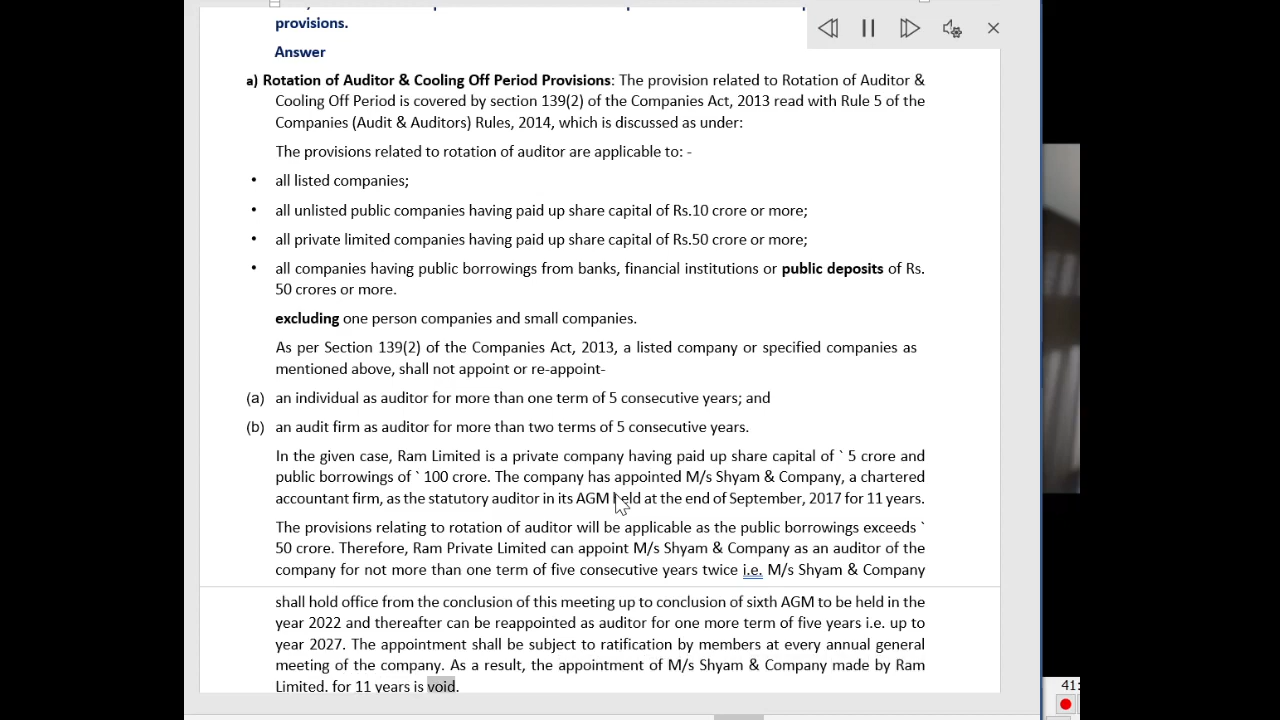 provisions.
Answer
a) Rotation of Auditor & Cooling Off Period Provisions: The provision related to Rotation of Auditor &
Cooling Off Period is covered by section 139(2) of the Companies Act, 2013 read with Rule 5 of the
Companies (Audit & Auditors) Rules, 2014, which is discussed as under:
The provisions related to rotation of auditor are applicable to: -
• all listed companies;
• all unlisted public companies having paid up share capital of Rs.10 crore or more;
• all private limited companies having paid up share capital of Rs.50 crore or more;
• all companies having public borrowings from banks, financial institutions or public deposits of Rs.
50 crores or more.
excluding one person companies and small companies.
As per Section 139(2) of the Companies Act, 2013, a listed company or specified companies as
mentioned above, shall not appoint or re-appoint-
(a) an individual as auditor for more than one term of 5 consecutive years; and
(b) an audit firm as auditor for more than two terms of 5 consecutive years.
In the given case, Ram Limited is a private company having paid up share capital of ` 5 crore and
public borrowings of ` 100 crore. The company has appointed M/s Shyam & Company, a chartered
accountant firm, as the statutory auditor in its AGM held at the end of September, 2017 for 11 years.
The provisions relating to rotation of auditor will be applicable as the public borrowings exceeds `
50 crore. Therefore, Ram Private Limited can appoint M/s Shyam & Company as an auditor of the
company for not more than one term of five consecutive years twice i.e. M/s Shyam & Company
shall hold office from the conclusion of this meeting up to conclusion of sixth AGM to be held in the
year 2022 and thereafter can be reappointed as auditor for one more term of five years i.e. up to
year 2027. The appointment shall be subject to ratification by members at every annual general
meeting of the company. As a result, the appointment of M/s Shyam & Company made by Ram
Limited. for 11 years is void.
41: